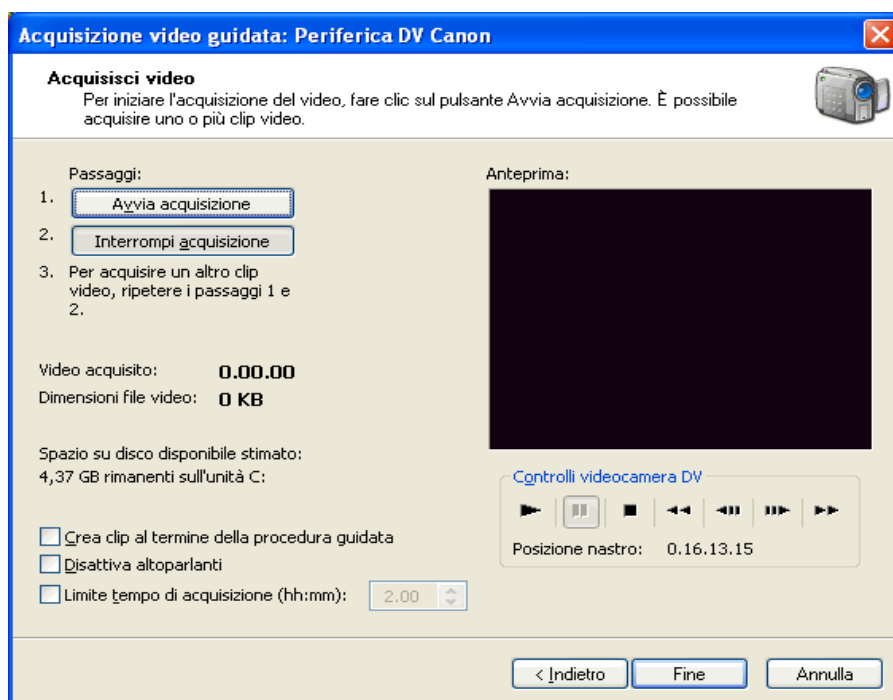 Acquisizione video guidata: Periferica DV Canon
Acquisisci video
Per iniziare l'acquisizione del video, fare clic sul pulsante Avvia acquisizione. È possibile
acquisire uno o più clip video.
Passaggi:
1. Avvia acquisizione
2. Interrompi acquisizione
3. Per acquisire un altro clip
video, ripetere i passaggi 1 e
2.
Video acquisito: 0.00.00
Dimensioni file video: 0 KB
Spazio su disco disponibile stimato:
4,37 GB rimanenti sull'unità C:
Crea clip al termine della procedura guidata
Disattiva altoparlanti
Limite tempo di acquisizione (hh:mm): 2.00
Anteprima:
Controlli videocamera DV
Posizione nastro: 0.16.13.15
< Indietro
Fine
Annulla